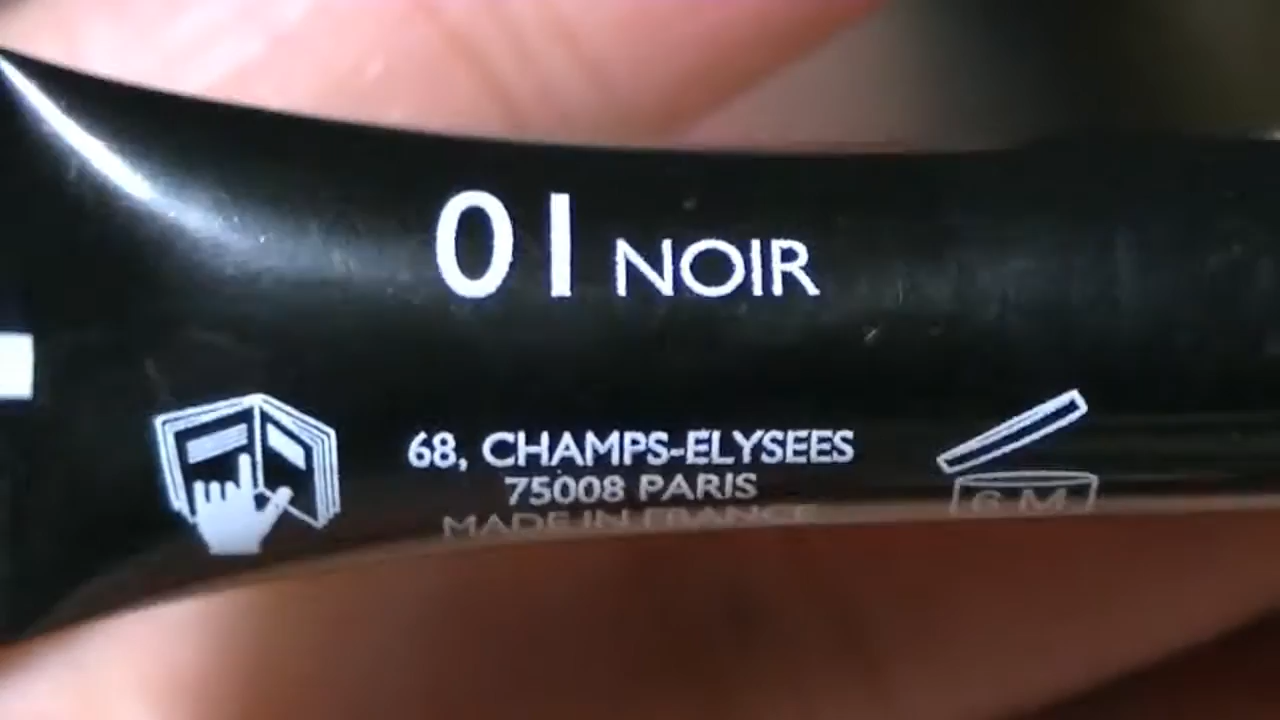 01 NOIR
68, CHAMPS-ELYSEES
75008 PARIS
MADE IN FRANCE
6 M